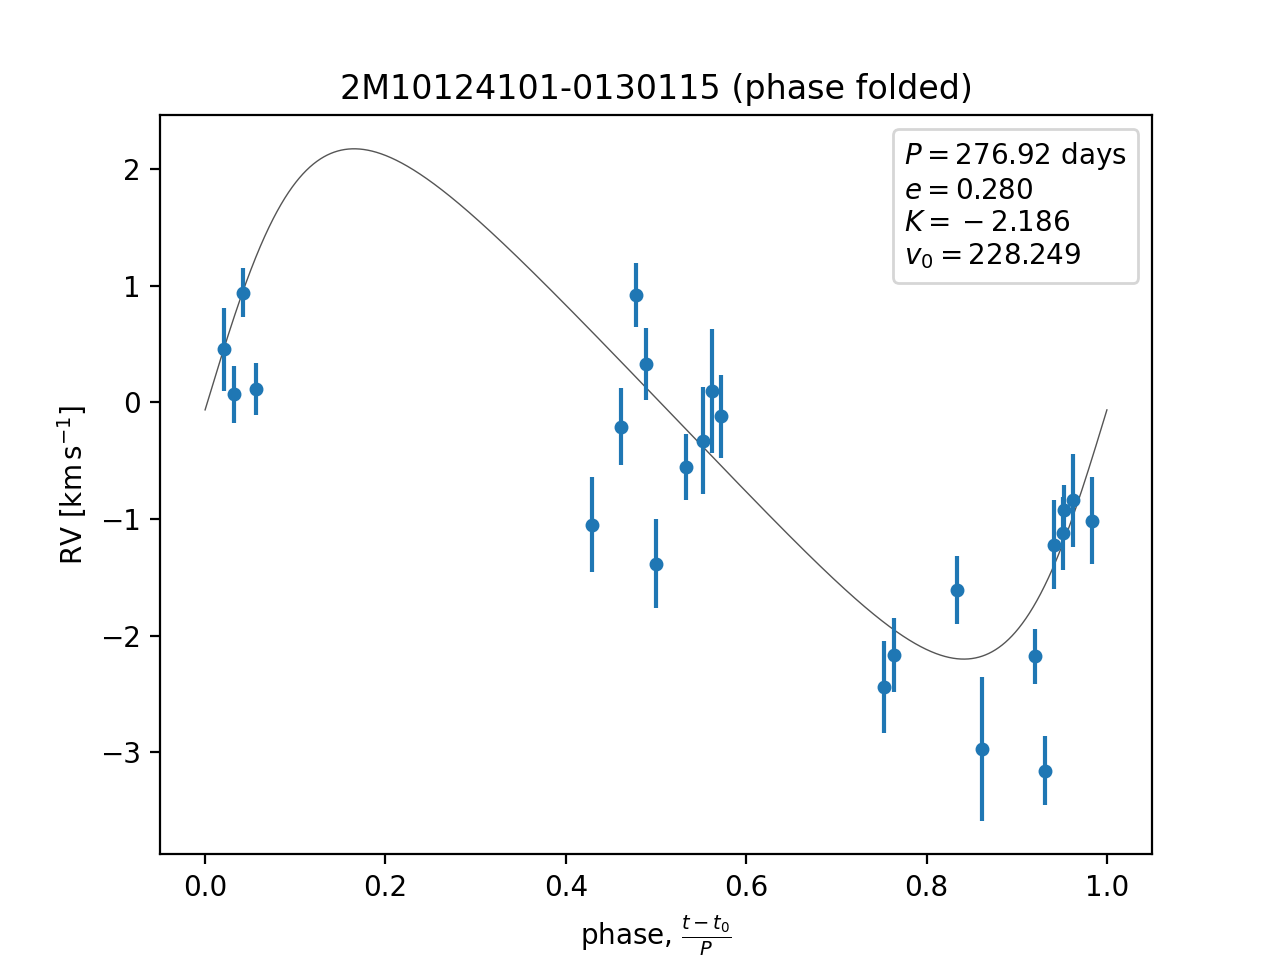 2M10124101-0130115 (phase folded)
P = 276.92 days
e = 0.280
K = −2.186
v₀ = 228.249
RV [km s⁻¹]
2
1
0
−1
−2
−3
0.0 0.2 0.4 0.6 0.8 1.0
phase, (t − t₀)/P